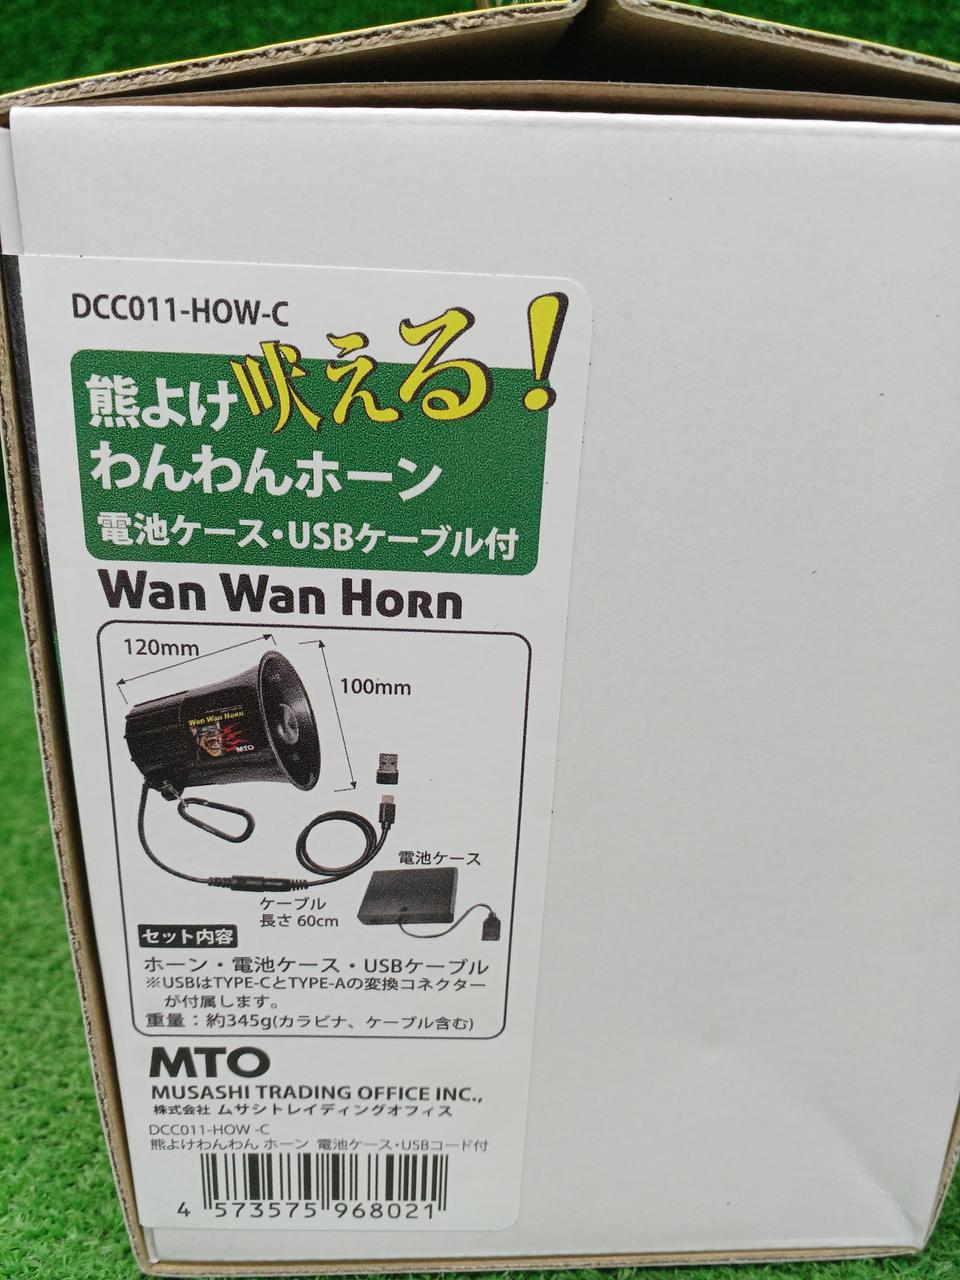 DCC011-HOW-C
熊よけ吠える!
わんわんホーン
電池ケース・USBケーブル付
Wan Wan Horn
120mm
100mm
Wan Wan Horn
MTO
電池ケース
ケーブル
長さ 60cm
セット内容
ホーン・電池ケース・USBケーブル
※USBはTYPE-CとTYPE-Aの変換コネクター
が付属します。
重量：約345g(カラビナ、ケーブル含む)
MTO
MUSASHI TRADING OFFICE INC.,
株式会社 ムサシトレイディングオフィス
DCC011-HOW -C
熊よけわんわん ホーン 電池ケース・USBコード付
4 573575 968021